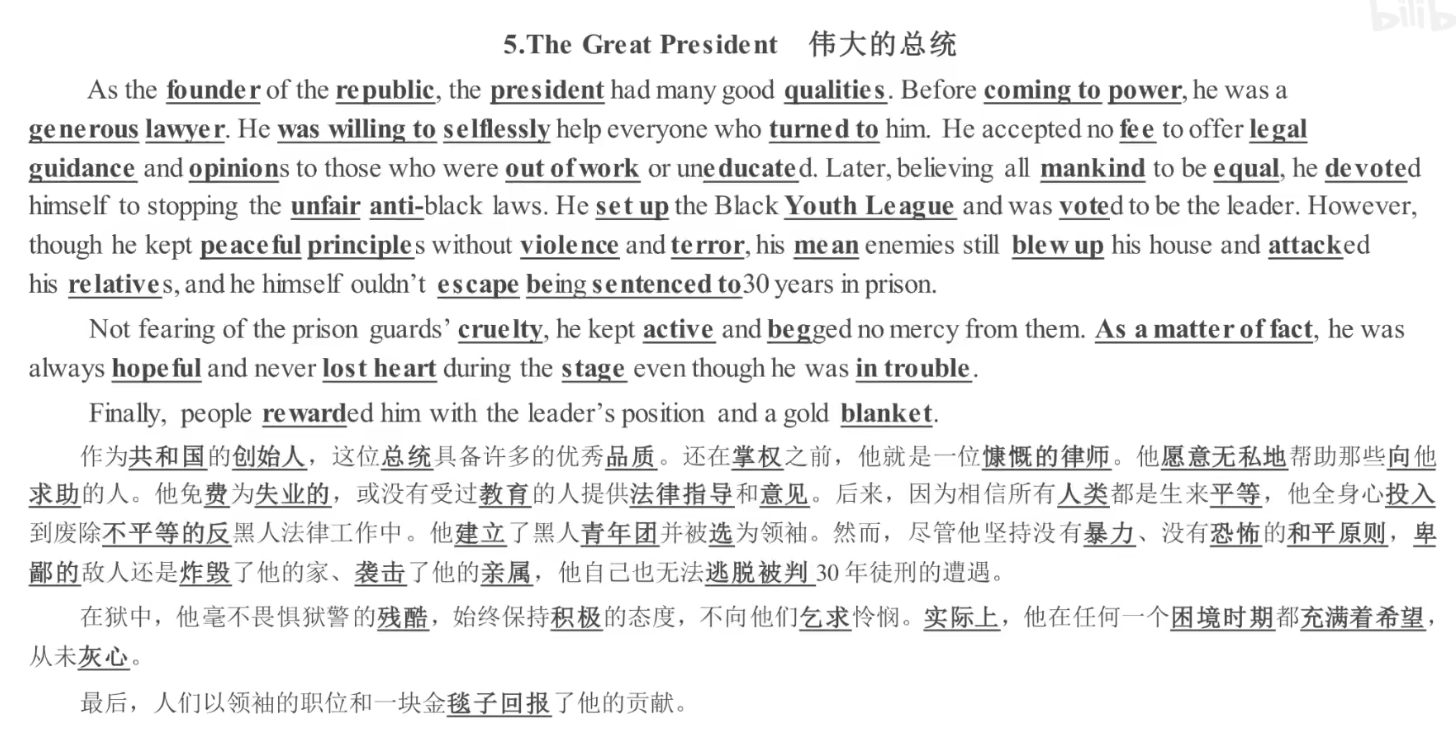 bilib
5.The Great President 伟大的总统
As the founder of the republic, the president had many good qualities. Before coming to power, he was a
generous lawyer. He was willing to selflessly help everyone who turned to him. He accepted no fee to offer legal
guidance and opinions to those who were out of work or uneducated. Later, believing all mankind to be equal, he devoted
himself to stopping the unfair anti-black laws. He set up the Black Youth League and was voted to be the leader. However,
though he kept peaceful principles without violence and terror, his mean enemies still blew up his house and attacked
his relatives, and he himself ouldn't escape being sentenced to30 years in prison.
Not fearing of the prison guards' cruelty, he kept active and begged no mercy from them. As a matter of fact, he was
always hopeful and never lost heart during the stage even though he was in trouble.
Finally, people rewarded him with the leader's position and a gold blanket.
作为共和国的创始人，这位总统具备许多的优秀品质。还在掌权之前，他就是一位慷慨的律师。他愿意无私地帮助那些向他
求助的人。他免费为失业的，或没有受过教育的人提供法律指导和意见。后来，因为相信所有人类都是生来平等，他全身心投入
到废除不平等的反黑人法律工作中。他建立了黑人青年团并被选为领袖。然而，尽管他坚持没有暴力、没有恐怖的和平原则，卑
鄙的敌人还是炸毁了他的家、袭击了他的亲属，他自己也无法逃脱被判 30 年徒刑的遭遇。
在狱中，他毫不畏惧狱警的残酷，始终保持积极的态度，不向他们乞求怜悯。实际上，他在任何一个困境时期都充满着希望，
从未灰心。
最后，人们以领袖的职位和一块金毯子回报了他的贡献。